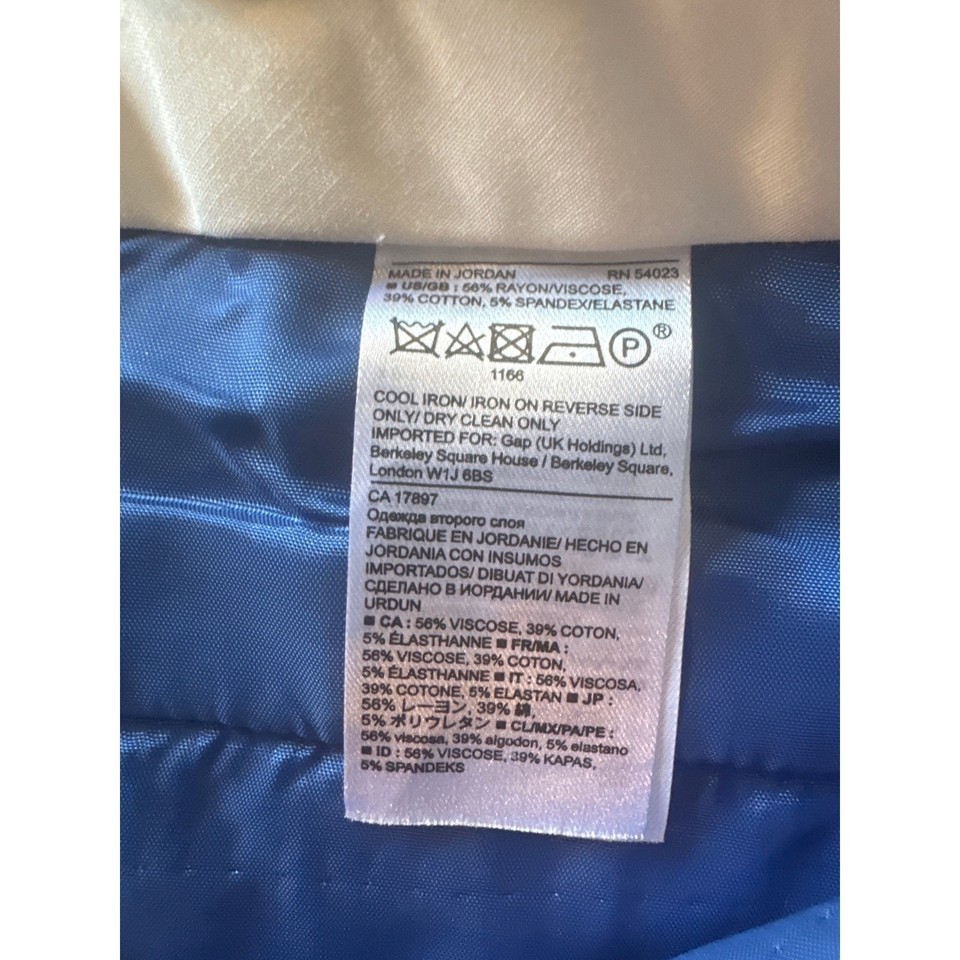 MADE IN JORDAN RN 54023
■ US/GB : 56% RAYON/VISCOSE,
39% COTTON, 5% SPANDEX/ELASTANE
P ®
1166
COOL IRON/ IRON ON REVERSE SIDE
ONLY/ DRY CLEAN ONLY
IMPORTED FOR: Gap (UK Holdings) Ltd,
Berkeley Square House / Berkeley Square,
London W1J 6BS
CA 17897
Одежда второго слоя
FABRIQUE EN JORDANIE/ HECHO EN
JORDANIA CON INSUMOS
IMPORTADOS/ DIBUAT DI YORDANIA/
СДЕЛАНО В ИОРДАНИИ/ MADE IN
URDUN
■ CA : 56% VISCOSE, 39% COTON,
5% ÉLASTHANNE ■ FR/MA :
56% VISCOSE, 39% COTON,
5% ÉLASTHANNE ■ IT : 56% VISCOSA,
39% COTONE, 5% ELASTAN ■ JP :
56% レーヨン, 39% 綿,
5% ポリウレタン ■ CL/MX/PA/PE :
56% viscosa, 39% algodon, 5% elastano
■ ID : 56% VISCOSE, 39% KAPAS,
5% SPANDEKS